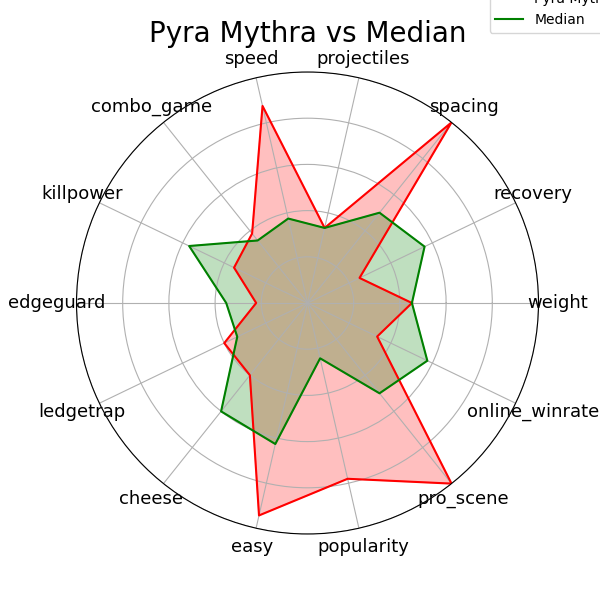 Pyra Mythra vs Median
Median
speed
projectiles
combo_game
spacing
killpower
recovery
edgeguard
weight
ledgetrap
online_winrate
cheese
pro_scene
easy
popularity